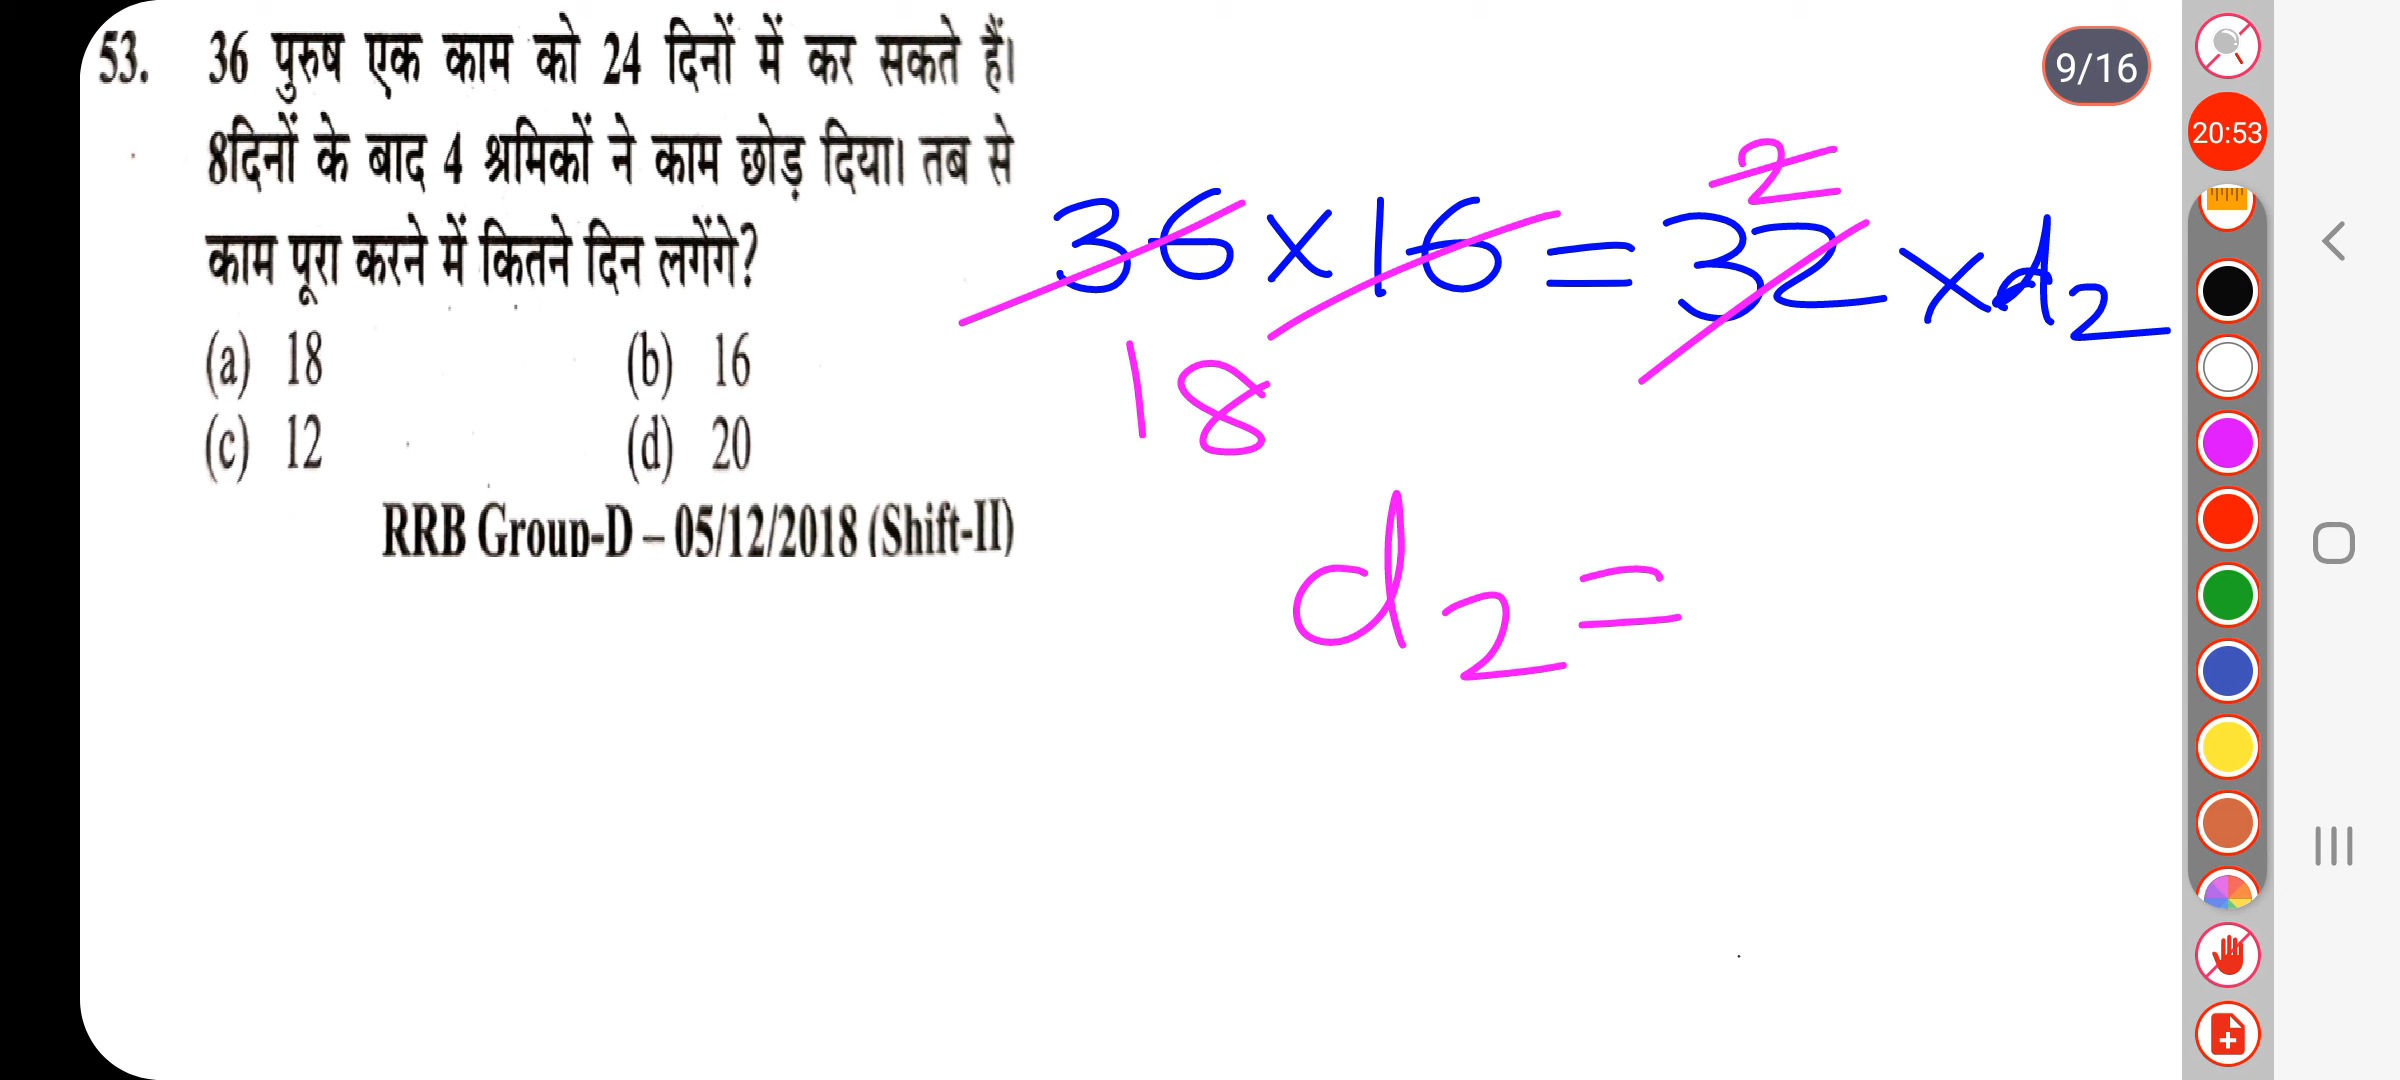 53. 36 पुरुष एक काम को 24 दिनों में कर सकते हैं।
8दिनों के बाद 4 श्रमिकों ने काम छोड़ दिया। तब से
काम पूरा करने में कितने दिन लगेंगे?
(a) 18 (b) 16
(c) 12 (d) 20
RRB Group-D – 05/12/2018 (Shift-II)
2
36×16=32×d2
18
d2=
9/16
20:53